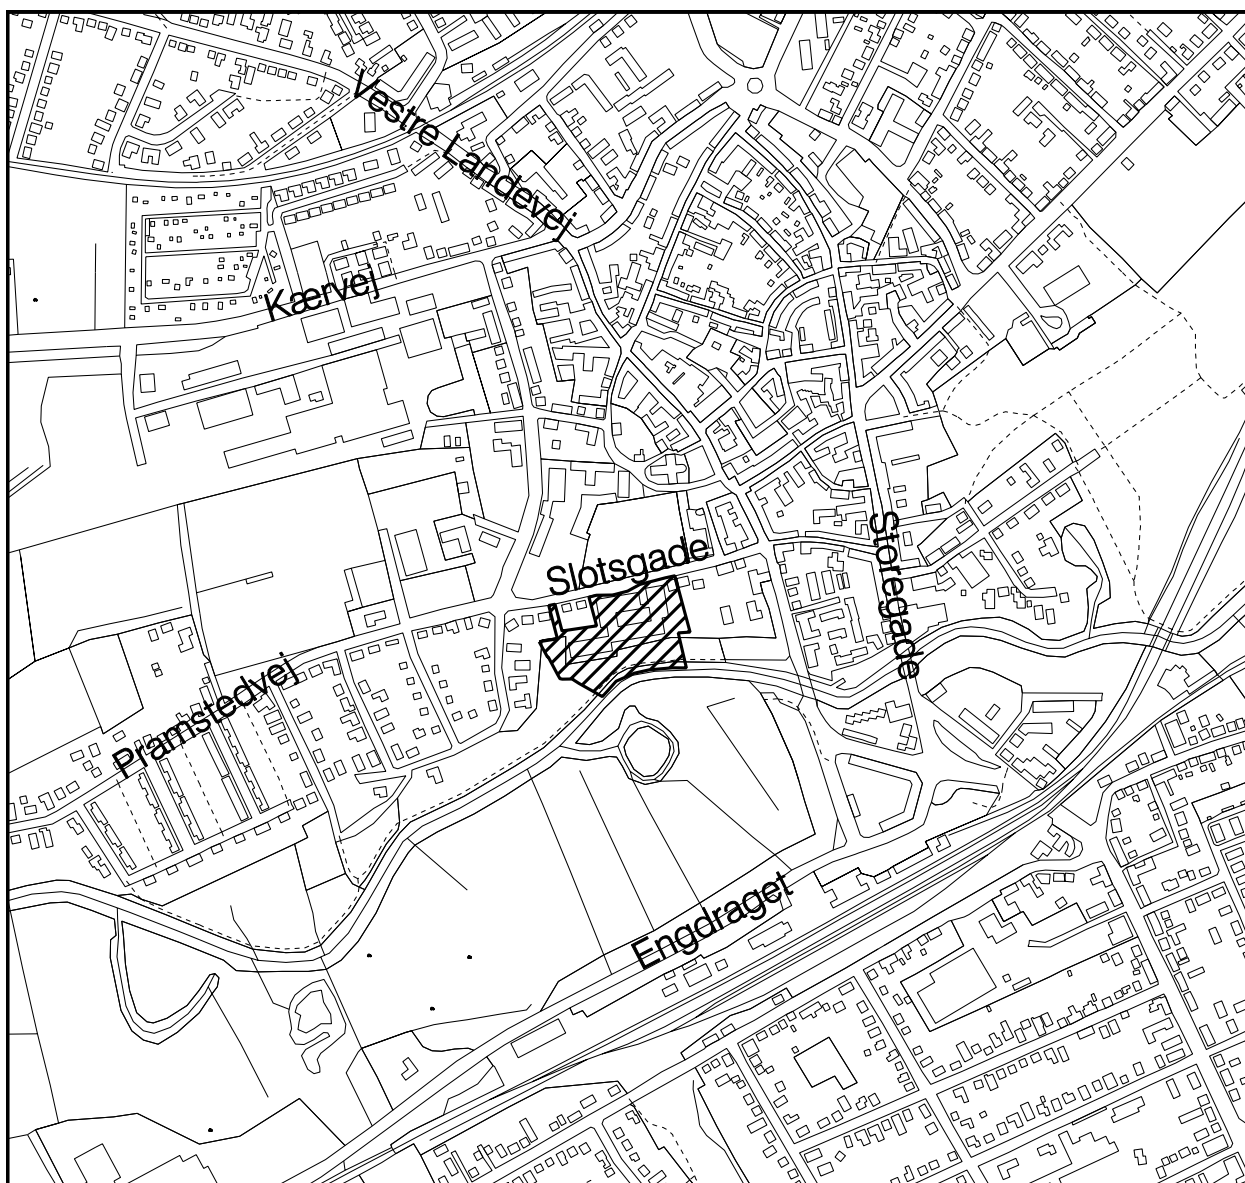 Vestre Landevej
Kærvej
Slotsgade
Storegade
Pramstedvej
Engdraget